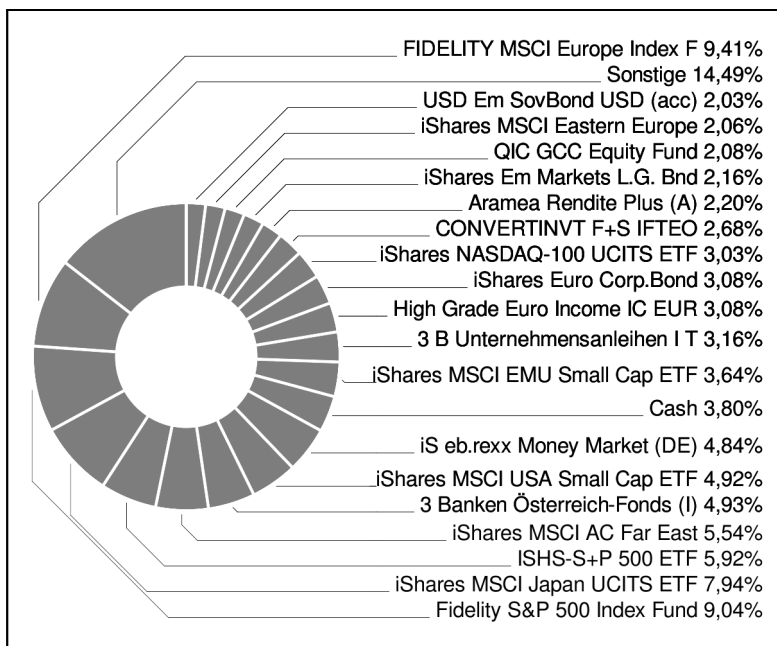 FIDELITY MSCI Europe Index F 9,41%
Sonstige 14,49%
USD Em SovBond USD (acc) 2,03%
iShares MSCI Eastern Europe 2,06%
QIC GCC Equity Fund 2,08%
iShares Em Markets L.G. Bnd 2,16%
Aramea Rendite Plus (A) 2,20%
CONVERTINVT F+S IFTEO 2,68%
iShares NASDAQ-100 UCITS ETF 3,03%
iShares Euro Corp.Bond 3,08%
High Grade Euro Income IC EUR 3,08%
3 B Unternehmensanleihen I T 3,16%
iShares MSCI EMU Small Cap ETF 3,64%
Cash 3,80%
iS eb.rexx Money Market (DE) 4,84%
iShares MSCI USA Small Cap ETF 4,92%
3 Banken Österreich-Fonds (I) 4,93%
iShares MSCI AC Far East 5,54%
ISHS-S+P 500 ETF 5,92%
iShares MSCI Japan UCITS ETF 7,94%
Fidelity S&P 500 Index Fund 9,04%